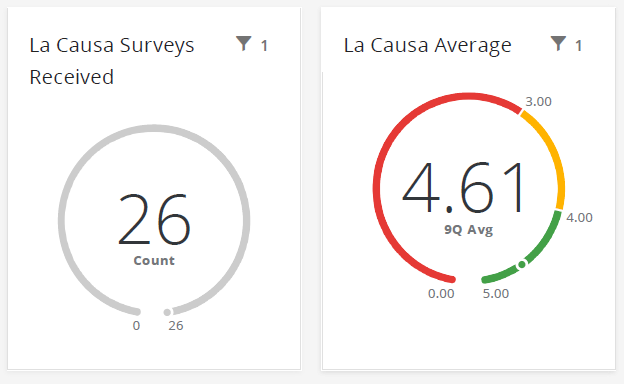 La Causa Surveys
Received
1
26
Count
0
26
La Causa Average
1
3.00
4.61
9Q Avg
4.00
0.00
5.00